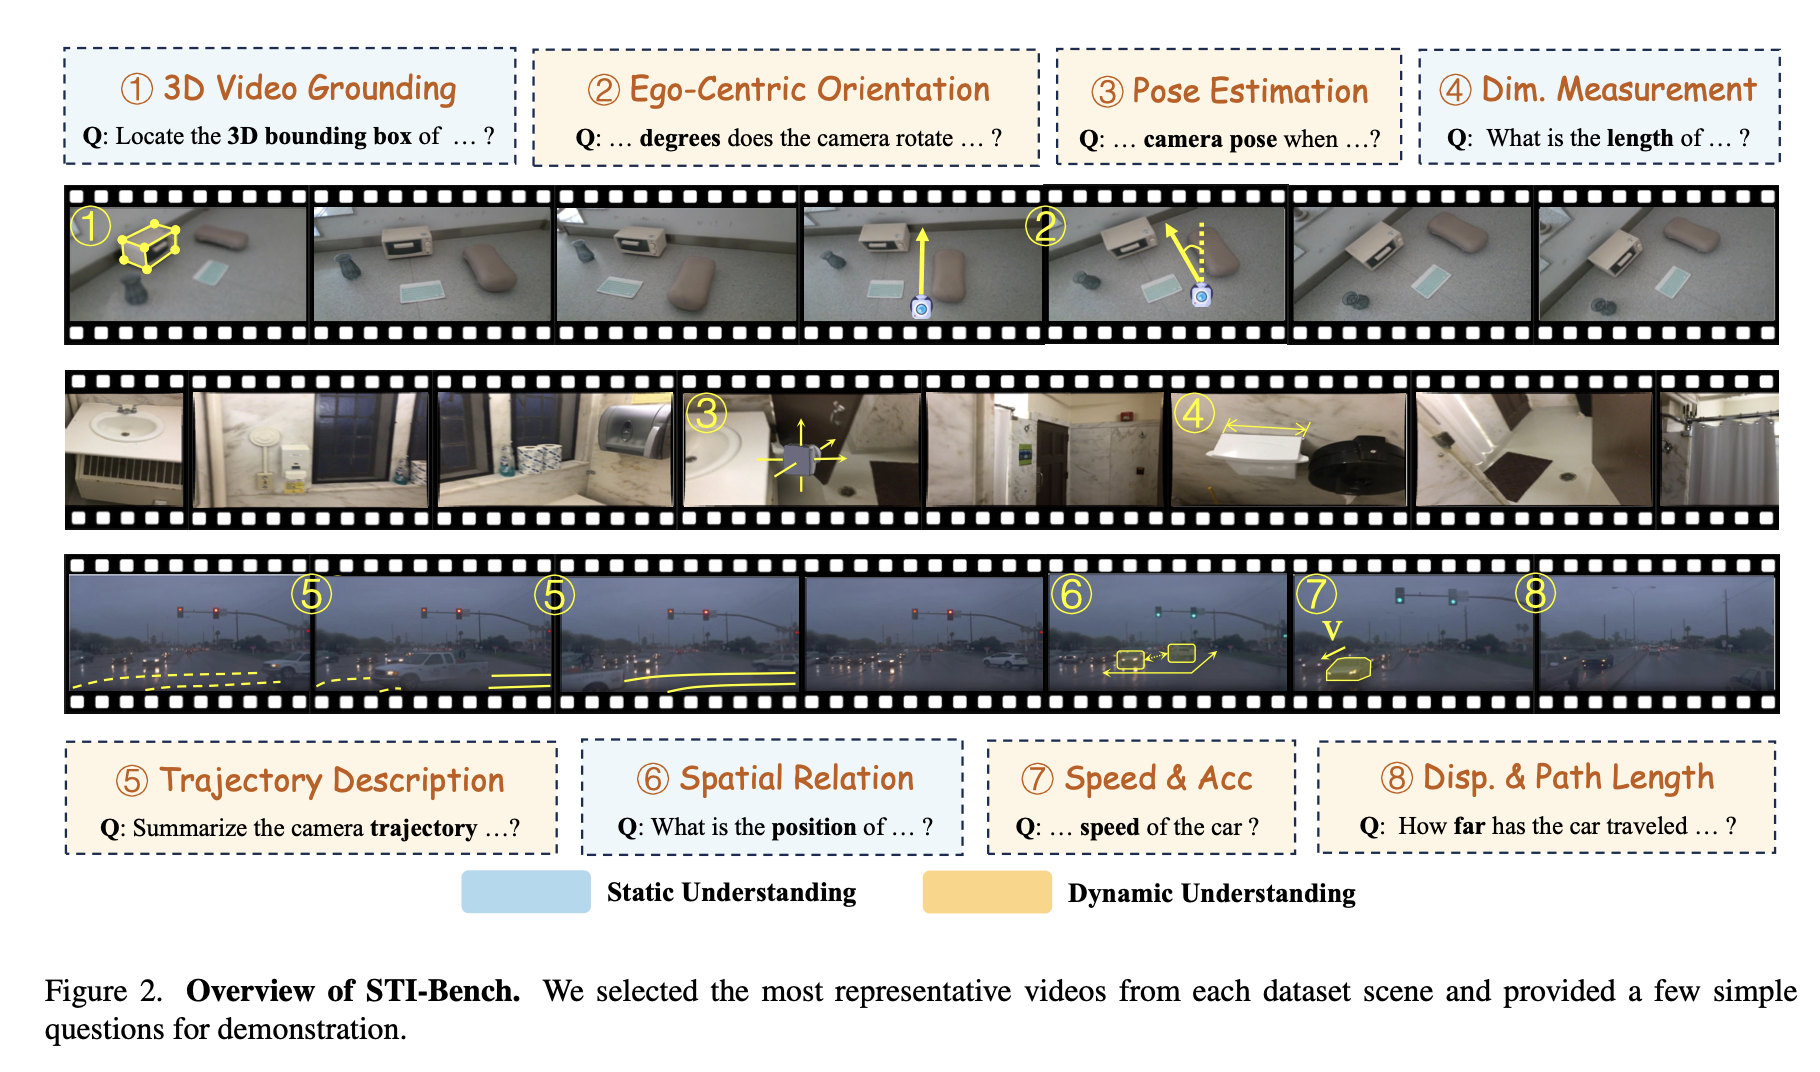 ① 3D Video Grounding
Q: Locate the 3D bounding box of … ?
② Ego-Centric Orientation
Q: … degrees does the camera rotate … ?
③ Pose Estimation
Q: … camera pose when …?
④ Dim. Measurement
Q: What is the length of … ?
①
②
③
④
⑤
⑤
⑥
⑦
V
⑧
⑤ Trajectory Description
Q: Summarize the camera trajectory …?
⑥ Spatial Relation
Q: What is the position of … ?
⑦ Speed & Acc
Q: … speed of the car ?
⑧ Disp. & Path Length
Q: How far has the car traveled … ?
Static Understanding
Dynamic Understanding
Figure 2. Overview of STI-Bench. We selected the most representative videos from each dataset scene and provided a few simple
questions for demonstration.